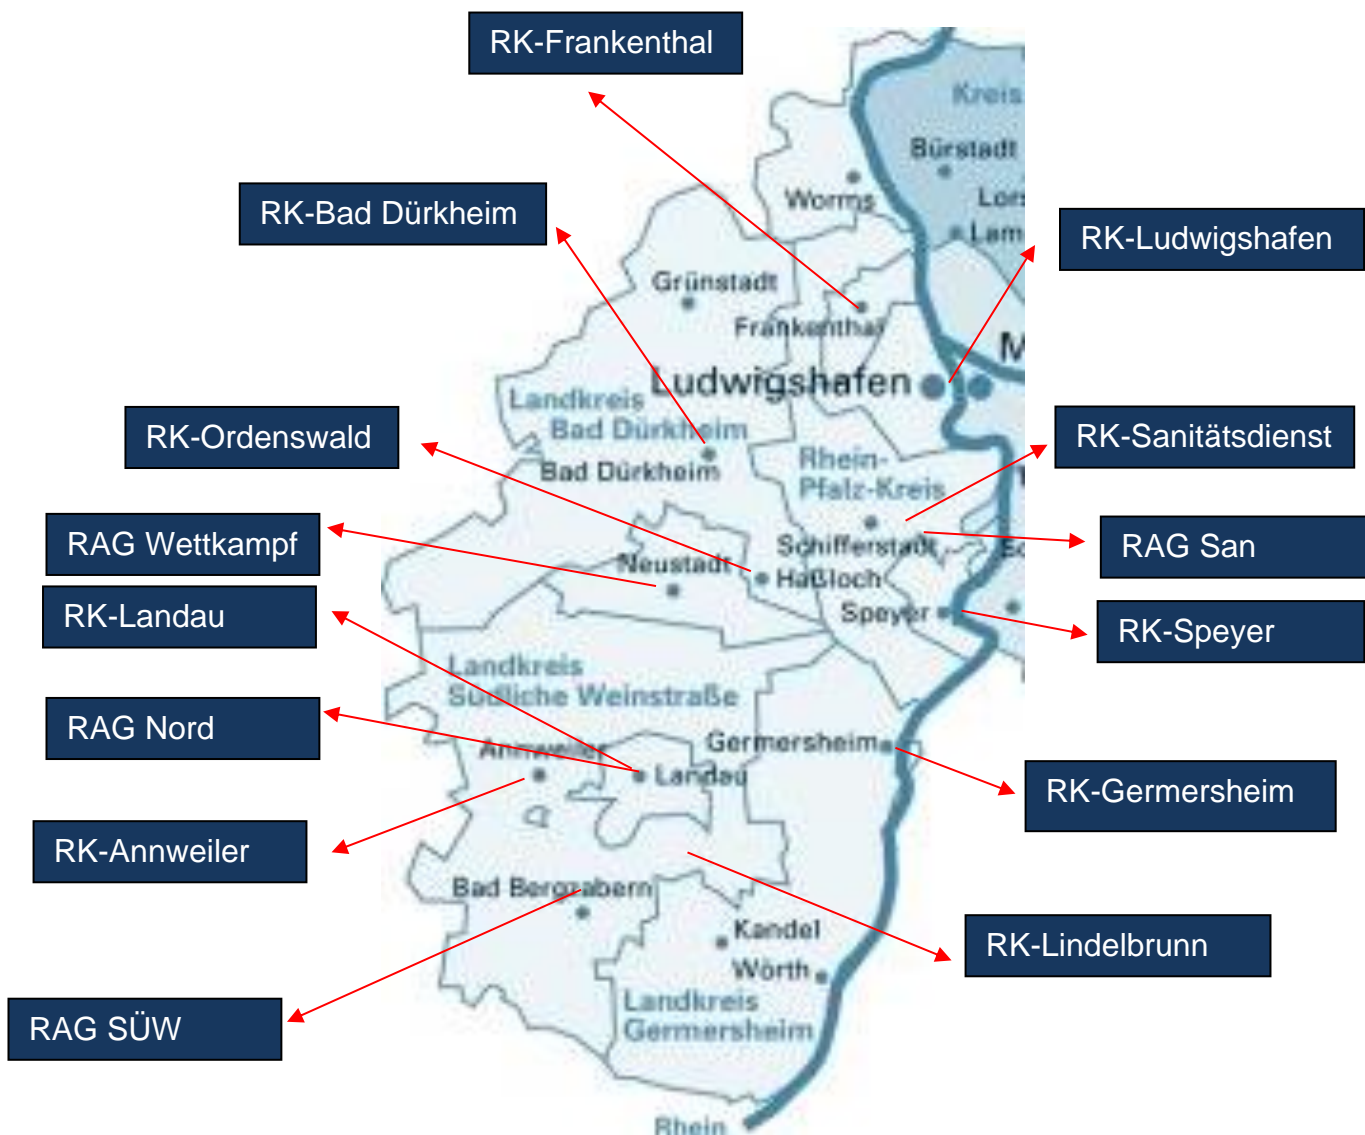 RK-Frankenthal
Kreis
Bürstadt
Worms
Lors
Lam
RK-Bad Dürkheim
RK-Ludwigshafen
Grünstadt
Frankenthal
M
Ludwigshafen
Landkreis
Bad Dürkheim
Bad Dürkheim
RK-Ordenswald
RK-Sanitätsdienst
Rhein-
Pfalz-Kreis
RAG Wettkampf
Schifferstadt
RAG San
Neustadt
Haßloch
RK-Landau
Speyer
RK-Speyer
Landkreis
Südliche Weinstraße
RAG Nord
Annweiler
Germersheim
Landau
RK-Germersheim
RK-Annweiler
Bad Bergzabern
Kandel
RK-Lindelbrunn
Wörth
Landkreis
Germersheim
RAG SÜW
Rhein